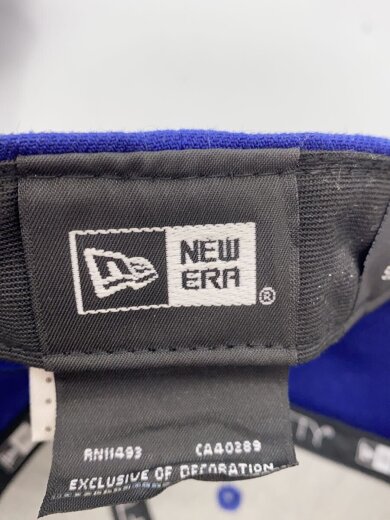 NEW
ERA
®
RN11493 CA40289
EXCLUSIVE OF DECORATION